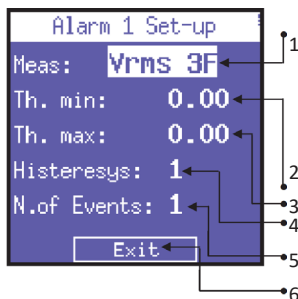 Alarm 1 Set-up
Meas: Vrms 3F
Th. min: 0.00
Th. max: 0.00
Histeresys: 1
N.of Events: 1
Exit
1
2
3
4
5
6